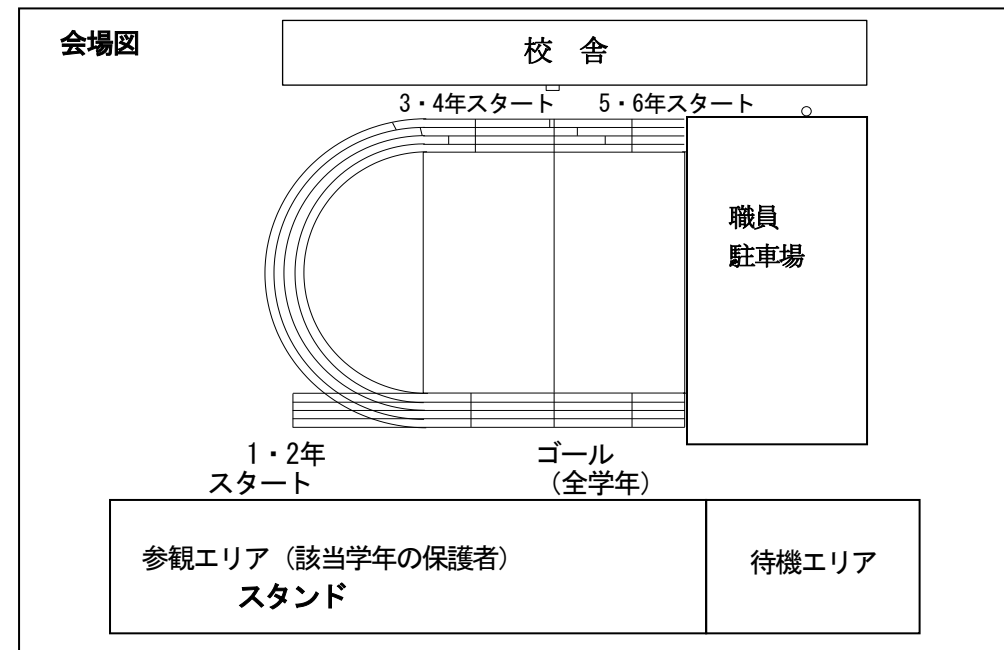 会場図
校 舎
3・4年スタート
5・6年スタート
職員
駐車場
1・2年
スタート
ゴール
(全学年)
参観エリア(該当学年の保護者)
スタンド
待機エリア